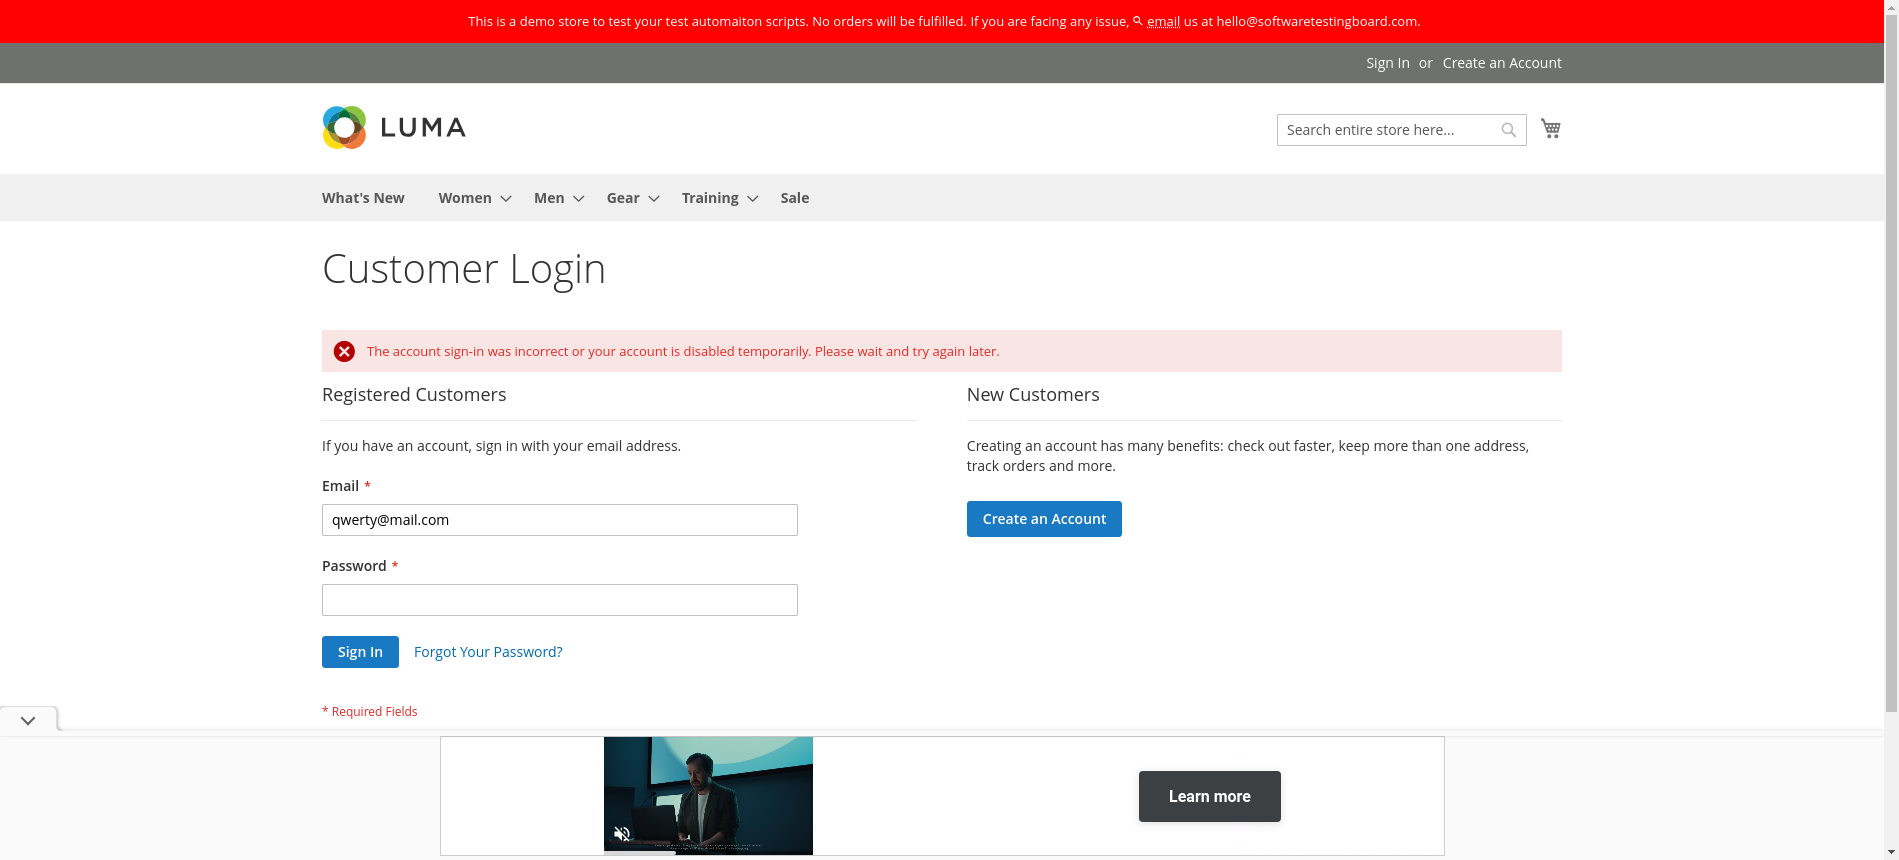 This is a demo store to test your test automaiton scripts. No orders will be fulfilled. If you are facing any issue, email us at hello@softwaretestingboard.com.
Sign In or Create an Account
LUMA
Search entire store here...
What's New Women Men Gear Training Sale
Customer Login
The account sign-in was incorrect or your account is disabled temporarily. Please wait and try again later.
Registered Customers
If you have an account, sign in with your email address.
Email *
qwerty@mail.com
Password *
Sign In Forgot Your Password?
* Required Fields
New Customers
Creating an account has many benefits: check out faster, keep more than one address,
track orders and more.
Create an Account
Learn more